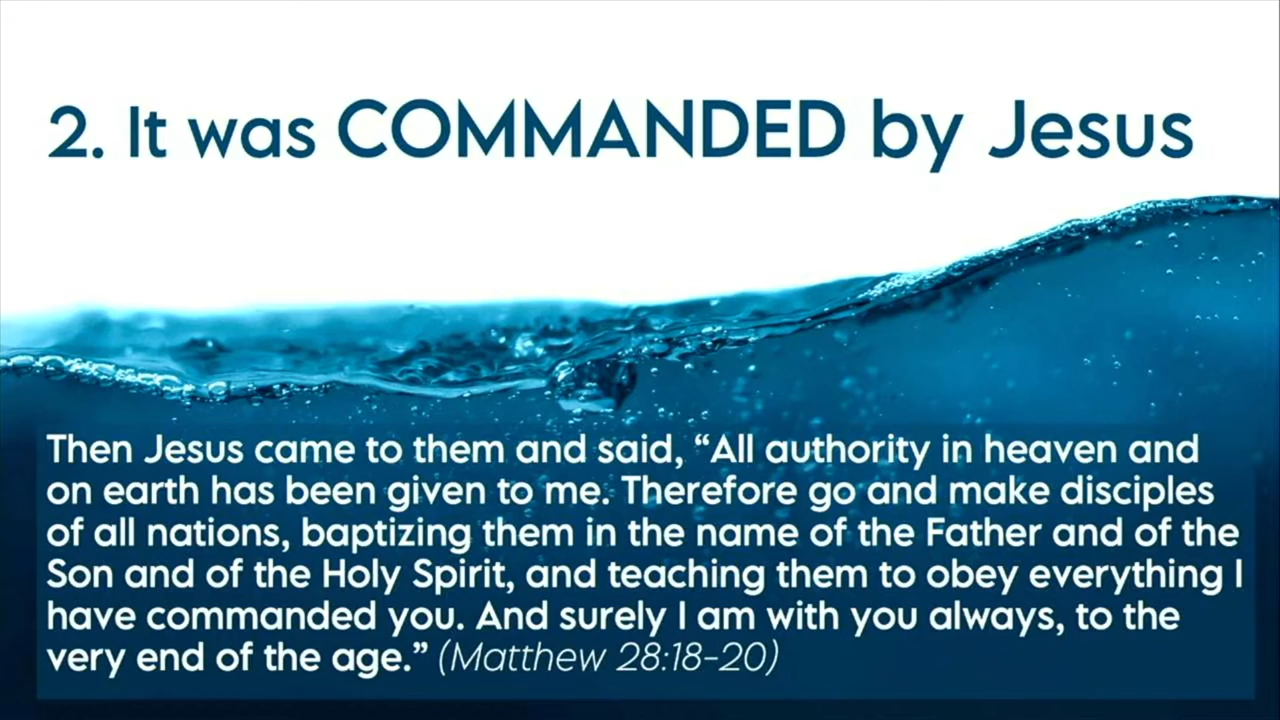 2. It was COMMANDED by Jesus
Then Jesus came to them and said, “All authority in heaven and
on earth has been given to me. Therefore go and make disciples
of all nations, baptizing them in the name of the Father and of the
Son and of the Holy Spirit, and teaching them to obey everything I
have commanded you. And surely I am with you always, to the
very end of the age.” (Matthew 28:18-20)